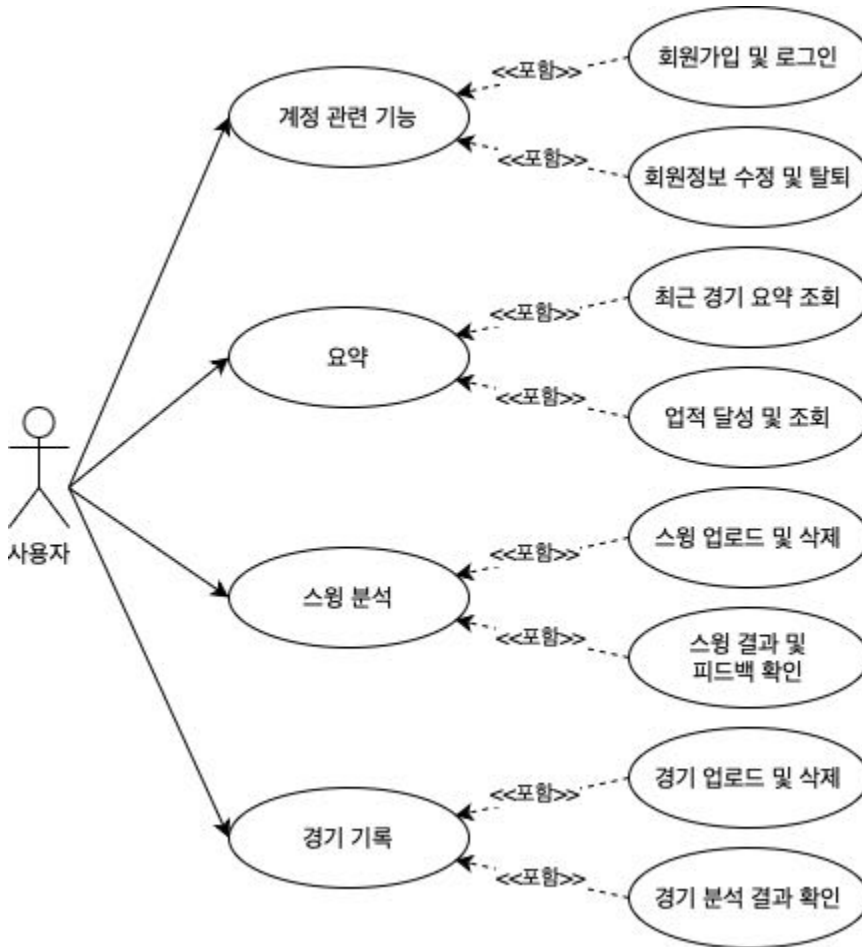 회원가입 및 로그인
<<포함>>
계정 관련 기능
<<포함>>
회원정보 수정 및 탈퇴
최근 경기 요약 조회
<<포함>>
요약
<<포함>>
업적 달성 및 조회
사용자
스윙 업로드 및 삭제
<<포함>>
스윙 분석
<<포함>>
스윙 결과 및
피드백 확인
경기 업로드 및 삭제
<<포함>>
경기 기록
<<포함>>
경기 분석 결과 확인